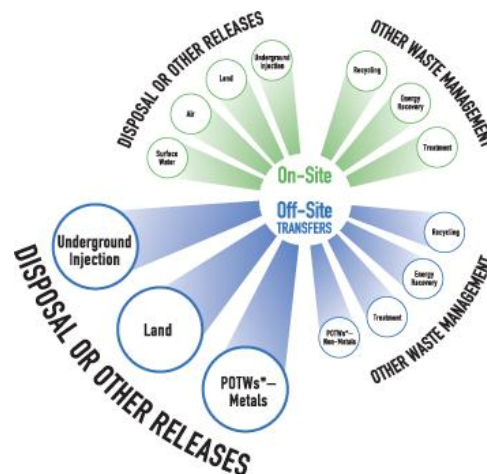 DISPOSAL OR OTHER RELEASES
Surface
Water
Air
Land
Underground
Injection
OTHER WASTE MANAGEMENT
Recycling
Energy
Recovery
Treatment
On-Site
Off-Site
TRANSFERS
DISPOSAL OR OTHER RELEASES
Underground
Injection
Land
POTWs*—
Metals
POTWs*—
Non-Metals
Treatment
Energy
Recovery
Recycling
OTHER WASTE MANAGEMENT